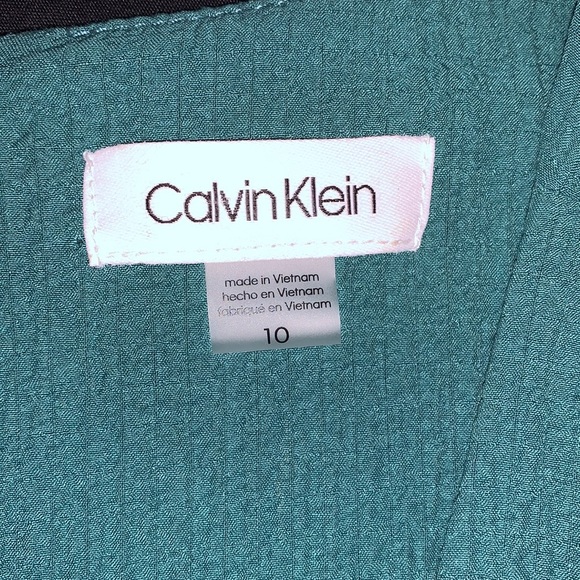 Calvin Klein
made in Vietnam
hecho en Vietnam
fabriqué en Vietnam
10